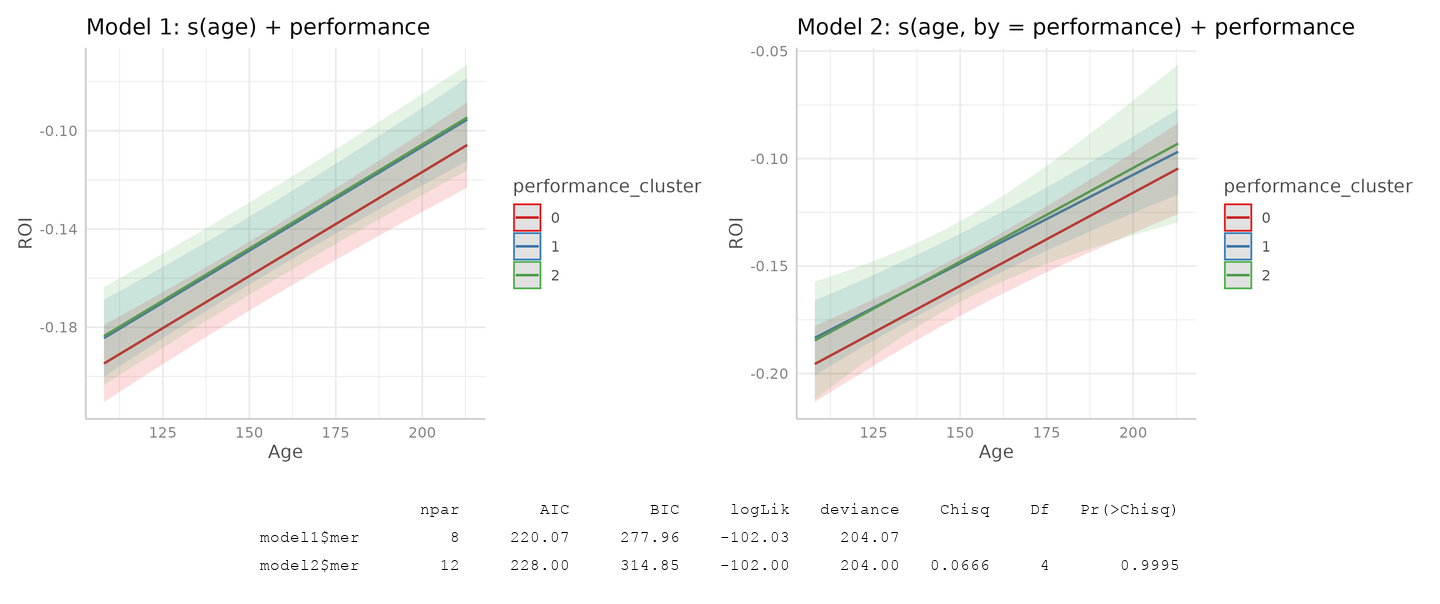 Model 1: s(age) + performance
-0.10
-0.14
-0.18
ROI
125 150 175 200
Age
performance_cluster
0
1
2
Model 2: s(age, by = performance) + performance
-0.05
-0.10
-0.15
-0.20
ROI
125 150 175 200
Age
performance_cluster
0
1
2
npar AIC BIC logLik deviance Chisq Df Pr(>Chisq)
model1$mer 8 220.07 277.96 -102.03 204.07
model2$mer 12 228.00 314.85 -102.00 204.00 0.0666 4 0.9995